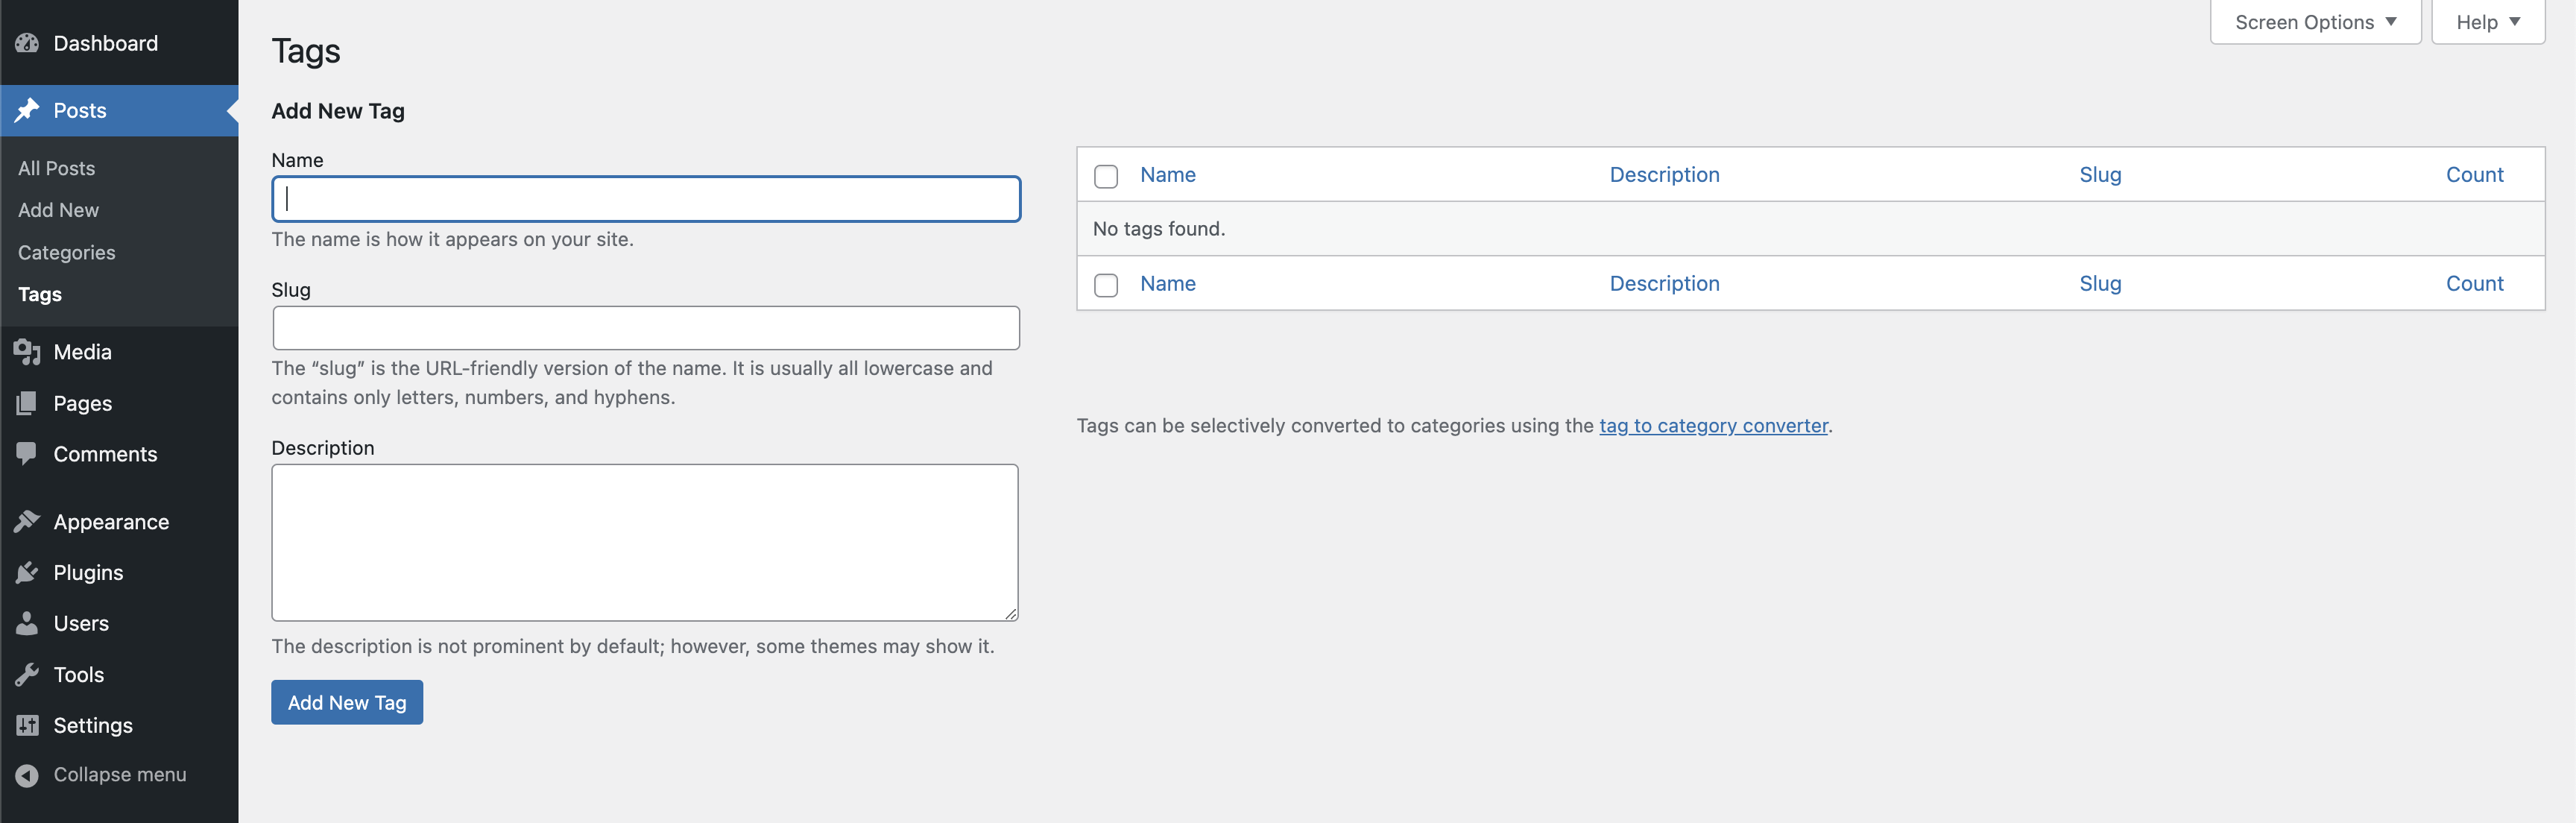 Dashboard
Posts
All Posts
Add New
Categories
Tags
Media
Pages
Comments
Appearance
Plugins
Users
Tools
Settings
Collapse menu
Screen Options
Help
Tags
Add New Tag
Name
The name is how it appears on your site.
Slug
The “slug” is the URL-friendly version of the name. It is usually all lowercase and
contains only letters, numbers, and hyphens.
Description
The description is not prominent by default; however, some themes may show it.
Add New Tag
Name Description Slug Count
No tags found.
Name Description Slug Count
Tags can be selectively converted to categories using the tag to category converter.